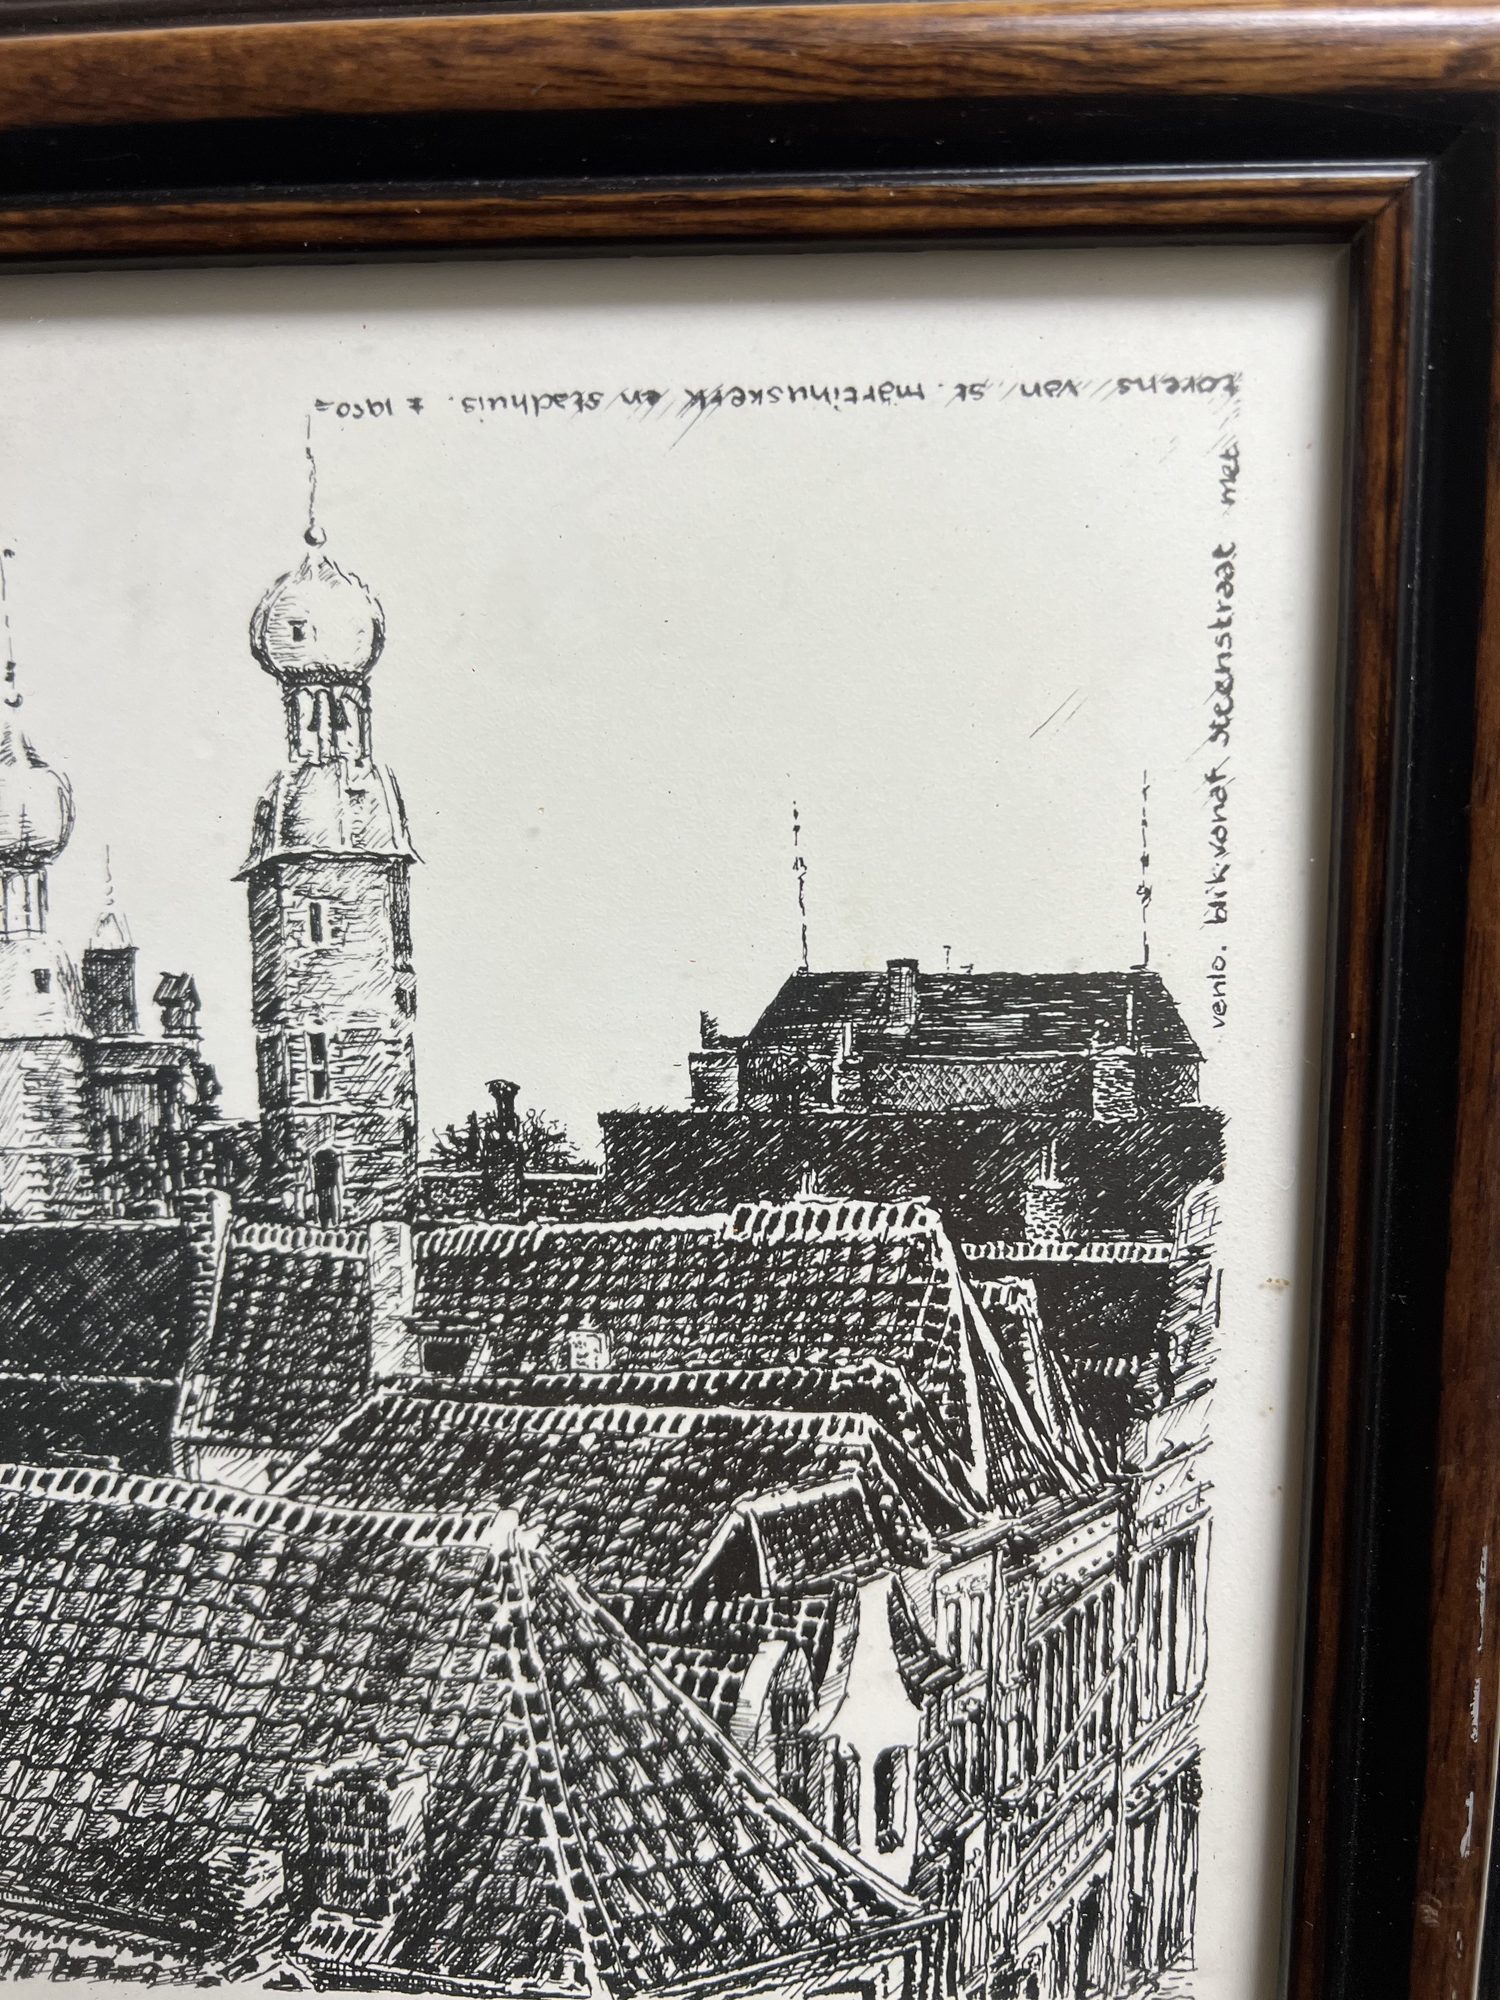 venlo. blik vanaf steenstraat met
torens van st. martinuskerk en stadhuis. ± 1950=